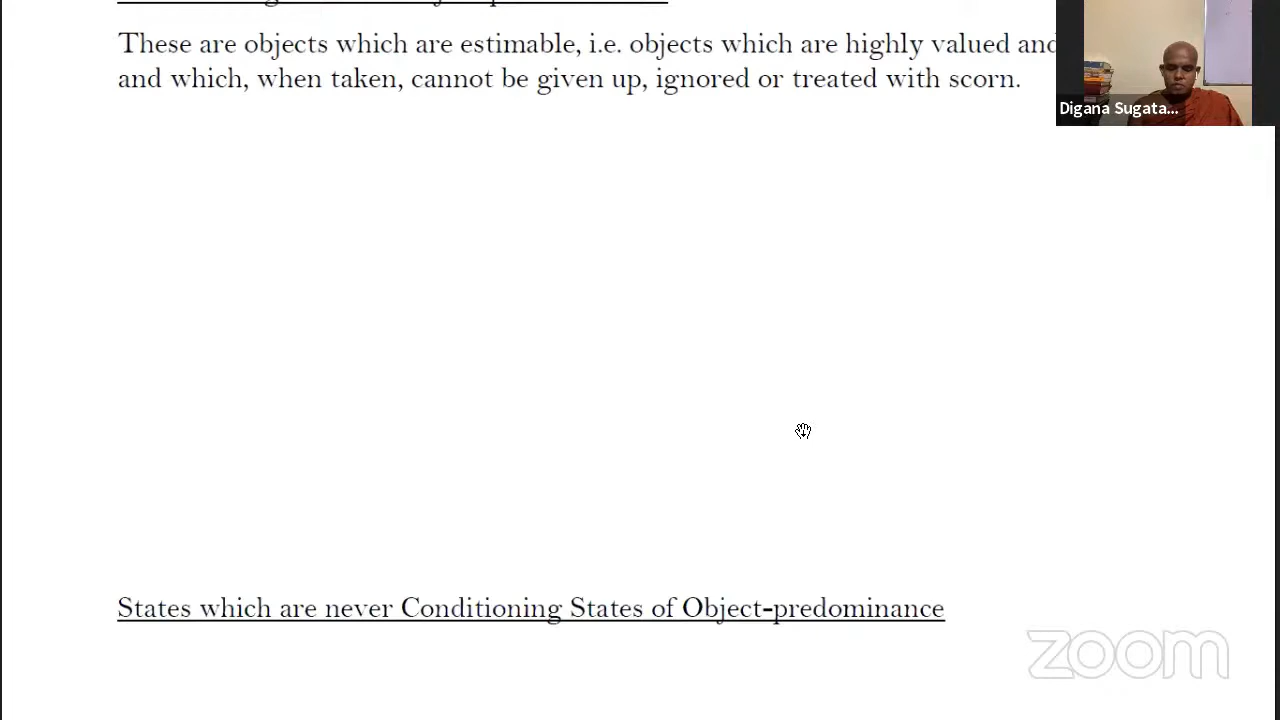 These are objects which are estimable, i.e. objects which are highly valued and
and which, when taken, cannot be given up, ignored or treated with scorn.
Digana Sugata...
States which are never Conditioning States of Object-predominance
zoom